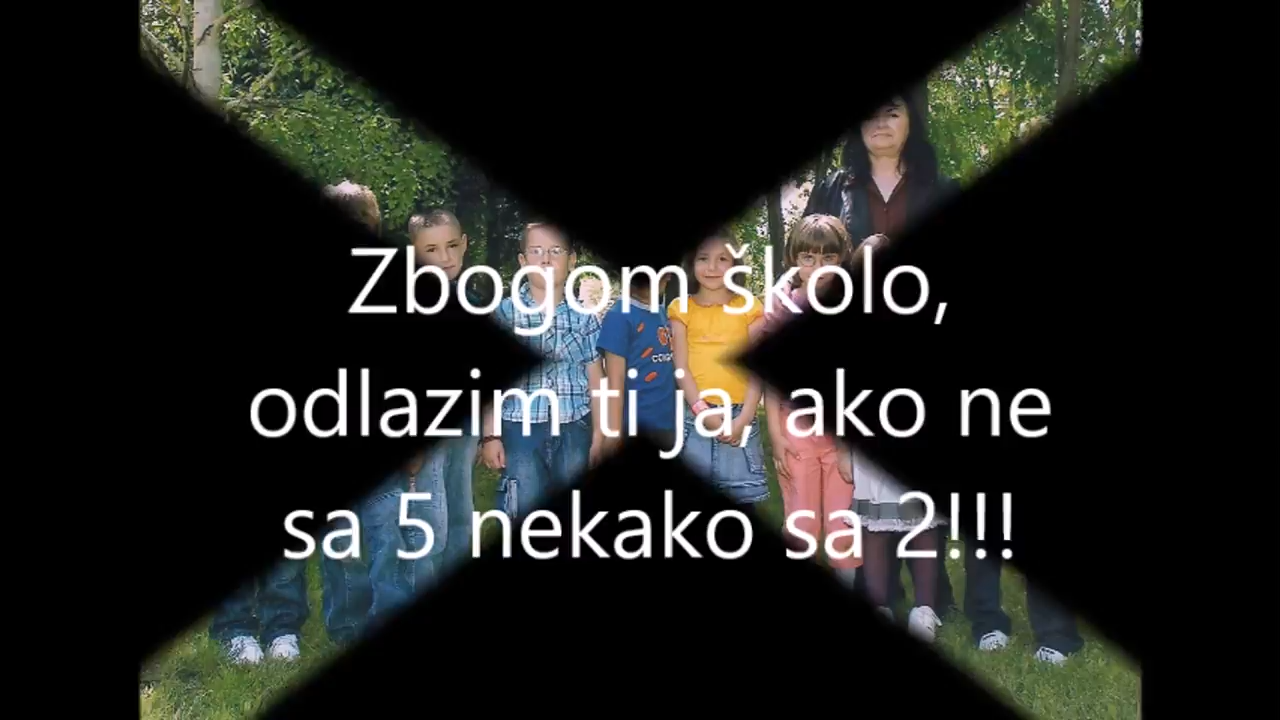 Zbogom školo,
odlazim ti ja, ako ne
sa 5 nekako sa 2!!!